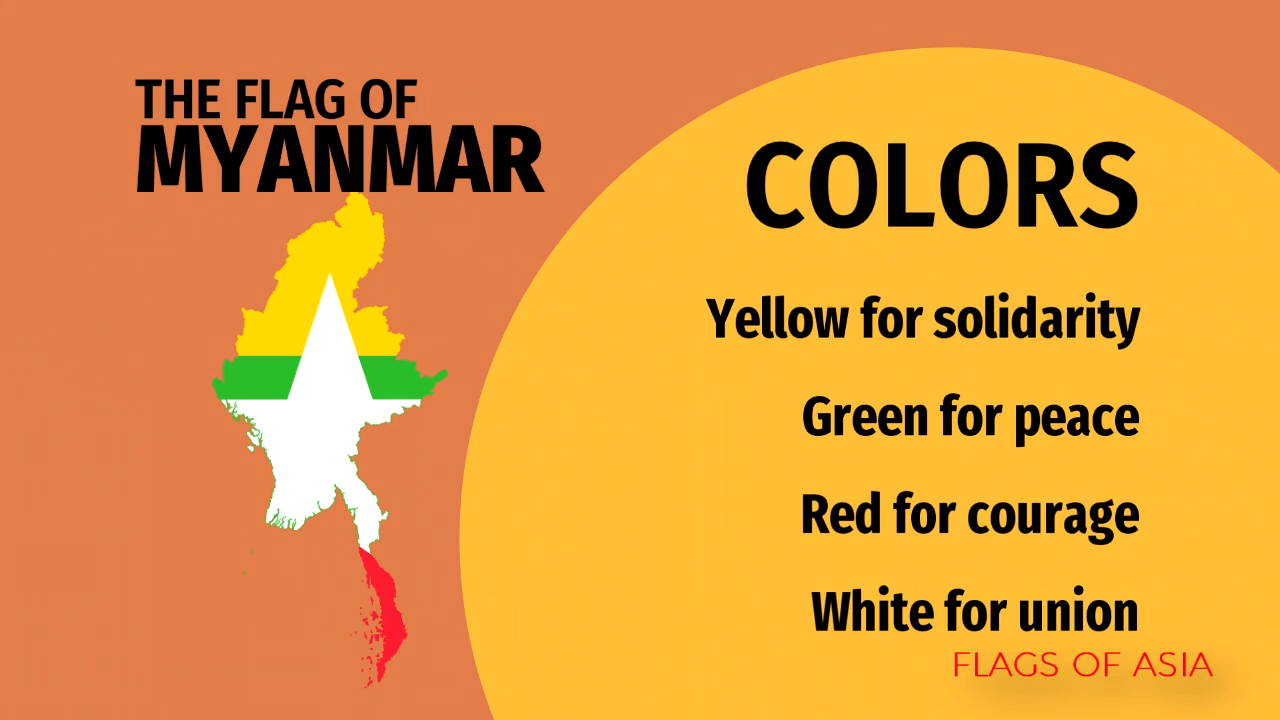 THE FLAG OF
MYANMAR
COLORS
Yellow for solidarity
Green for peace
Red for courage
White for union
FLAGS OF ASIA